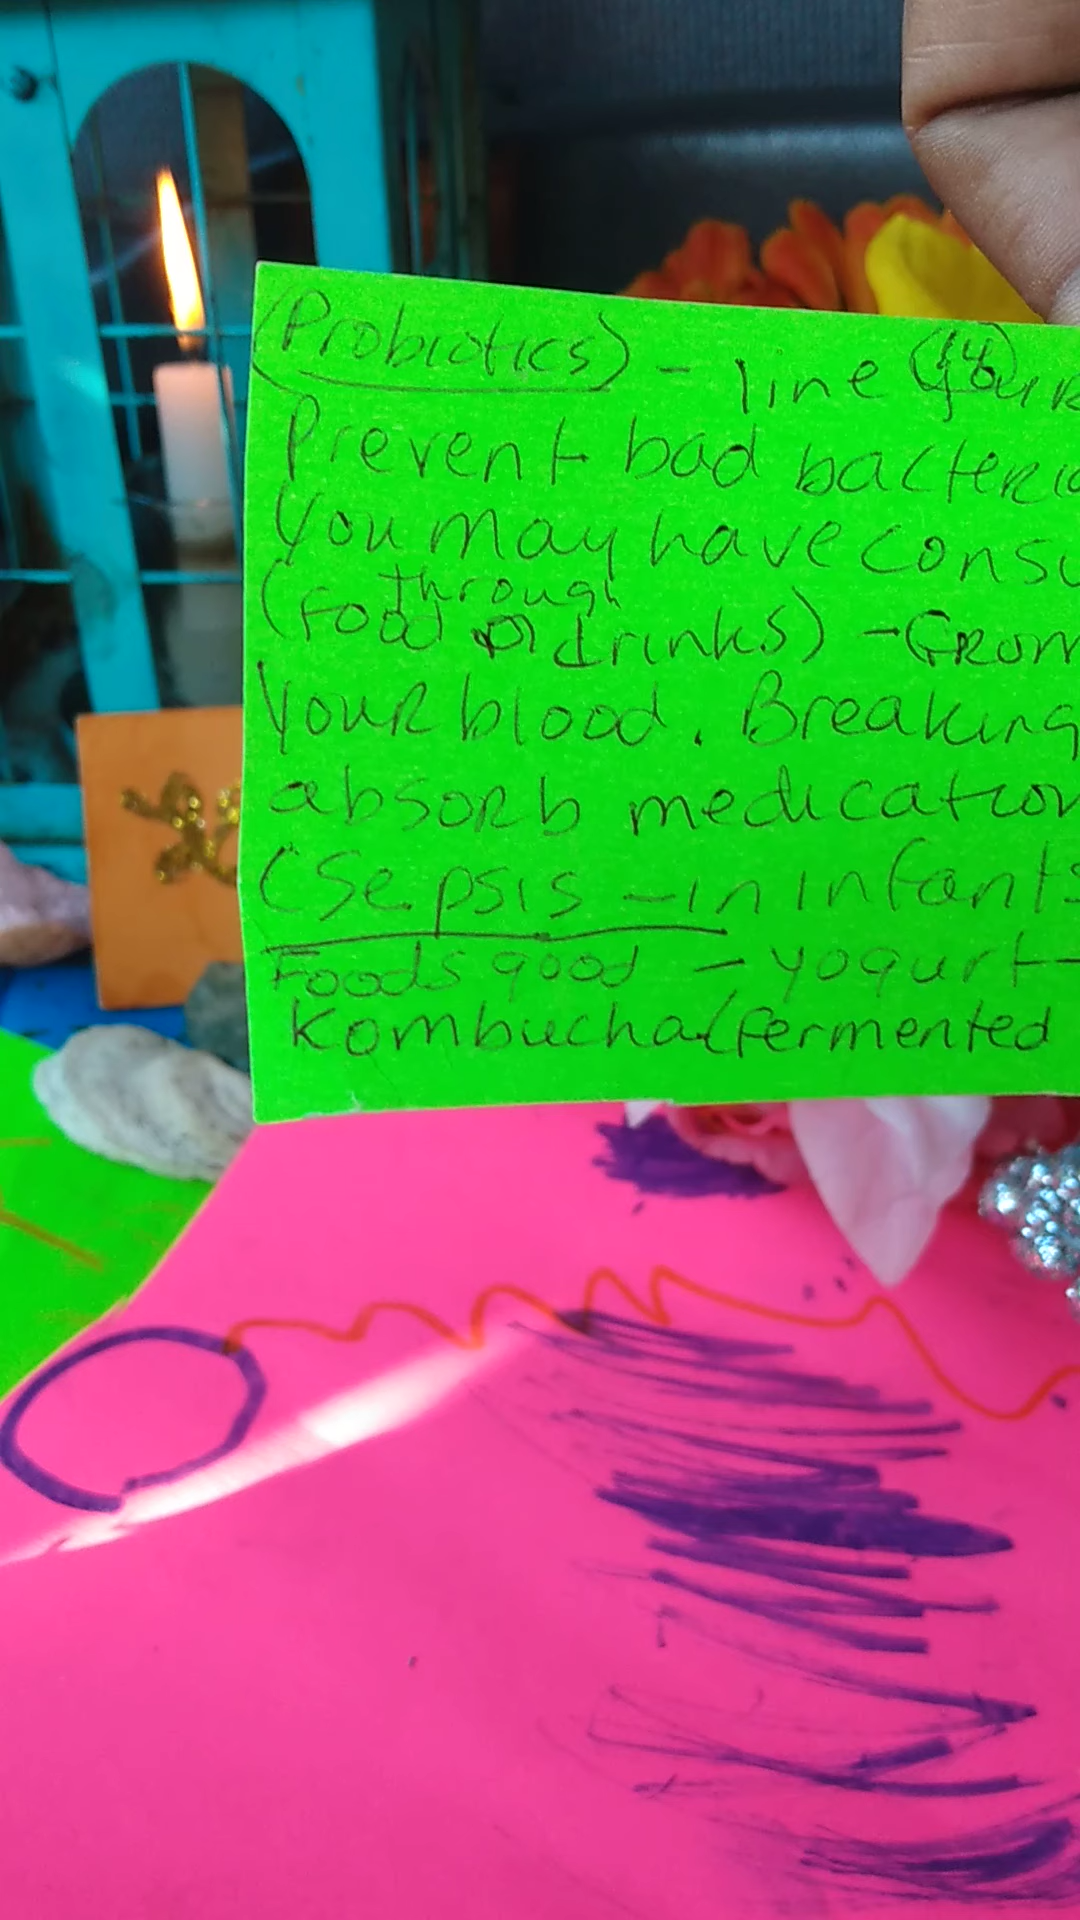 (Probiotics) - line your
Prevent bad bacteria
You may have consu
through
(Food or drinks) - From
Your blood. Breaking
absorb medication
(Sepsis - in infants
Foods good - yogurt -
Kombucha (fermented